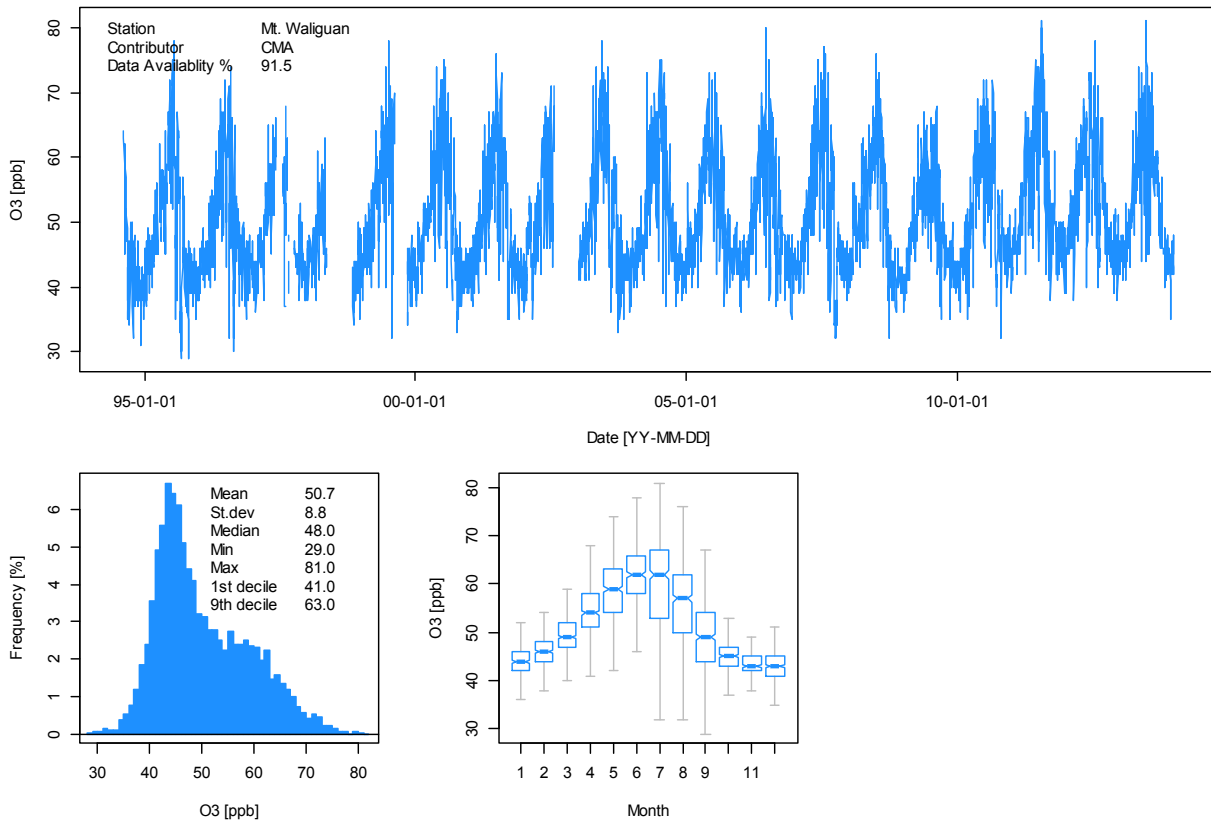 Station Mt. Waliguan
Contributor CMA
Data Availablity % 91.5
O3 [ppb]
80
70
60
50
40
30
95-01-01 00-01-01 05-01-01 10-01-01
Date [YY-MM-DD]
Mean 50.7
St.dev 8.8
Median 48.0
Min 29.0
Max 81.0
1st decile 41.0
9th decile 63.0
Frequency [%]
6
5
4
3
2
1
0
30 40 50 60 70 80
O3 [ppb]
O3 [ppb]
80
70
60
50
40
30
1 2 3 4 5 6 7 8 9 11
Month